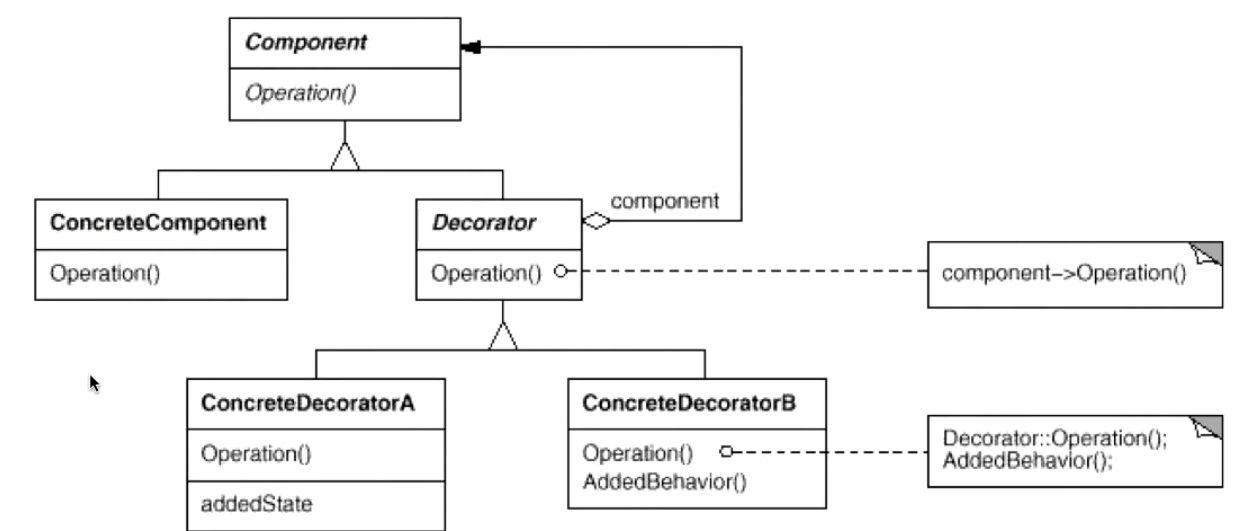 Component
Operation()
component
ConcreteComponent
Operation()
Decorator
Operation()
component–>Operation()
ConcreteDecoratorA
Operation()
addedState
ConcreteDecoratorB
Operation()
AddedBehavior()
Decorator::Operation();
AddedBehavior();